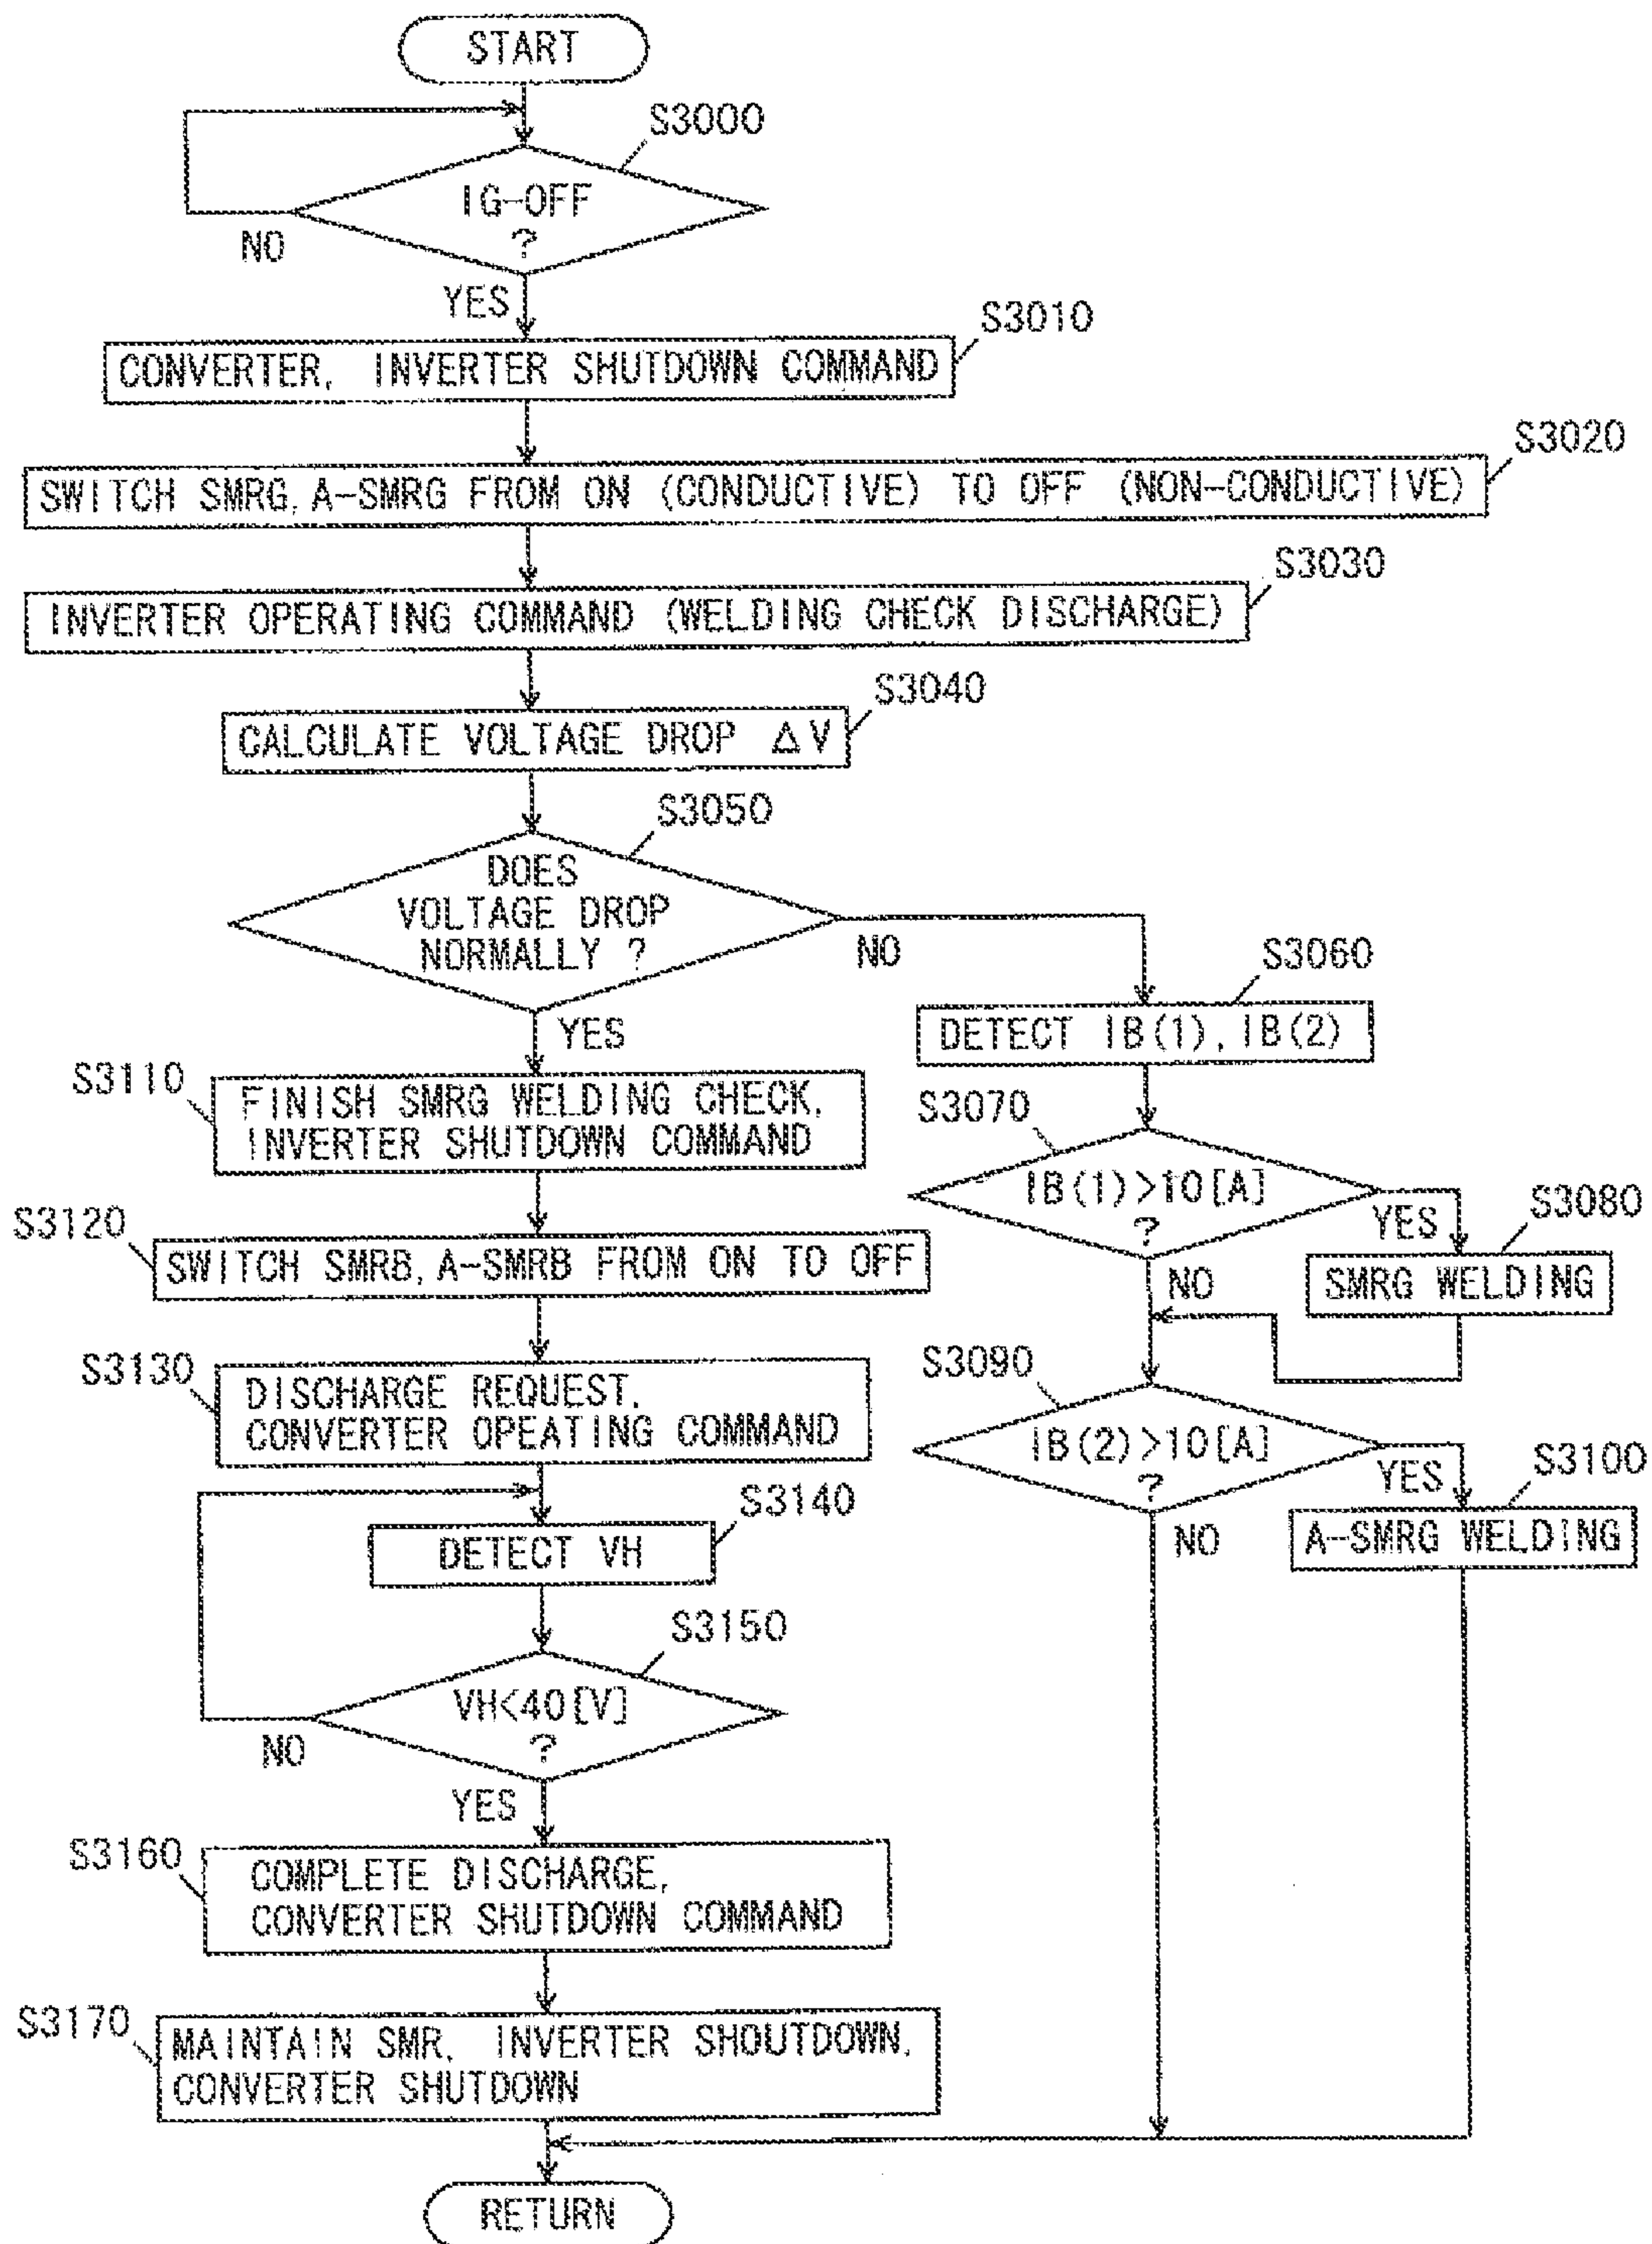 START
S3000
IG-OFF
?
NO
YES
S3010
CONVERTER, INVERTER SHUTDOWN COMMAND
S3020
SWITCH SMRG, A-SMRG FROM ON (CONDUCTIVE) TO OFF (NON-CONDUCTIVE)
S3030
INVERTER OPERATING COMMAND (WELDING CHECK DISCHARGE)
S3040
CALCULATE VOLTAGE DROP ΔV
S3050
DOES
VOLTAGE DROP
NORMALLY ?
NO
YES
S3060
DETECT IB(1), IB(2)
S3070
IB(1)>10[A]
?
YES
NO
S3080
SMRG WELDING
S3090
IB(2)>10[A]
?
YES
NO
S3100
A-SMRG WELDING
S3110
FINISH SMRG WELDING CHECK,
INVERTER SHUTDOWN COMMAND
S3120
SWITCH SMRB, A-SMRB FROM ON TO OFF
S3130
DISCHARGE REQUEST,
CONVERTER OPEATING COMMAND
S3140
DETECT VH
S3150
VH<40[V]
?
NO
YES
S3160
COMPLETE DISCHARGE,
CONVERTER SHUTDOWN COMMAND
S3170
MAINTAIN SMR, INVERTER SHOUTDOWN,
CONVERTER SHUTDOWN
RETURN